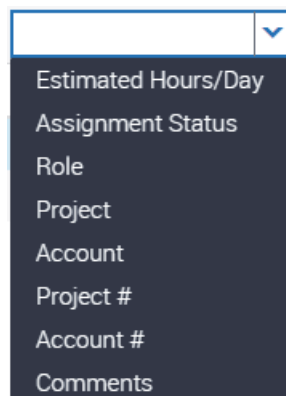 Estimated Hours/Day
Assignment Status
Role
Project
Account
Project #
Account #
Comments